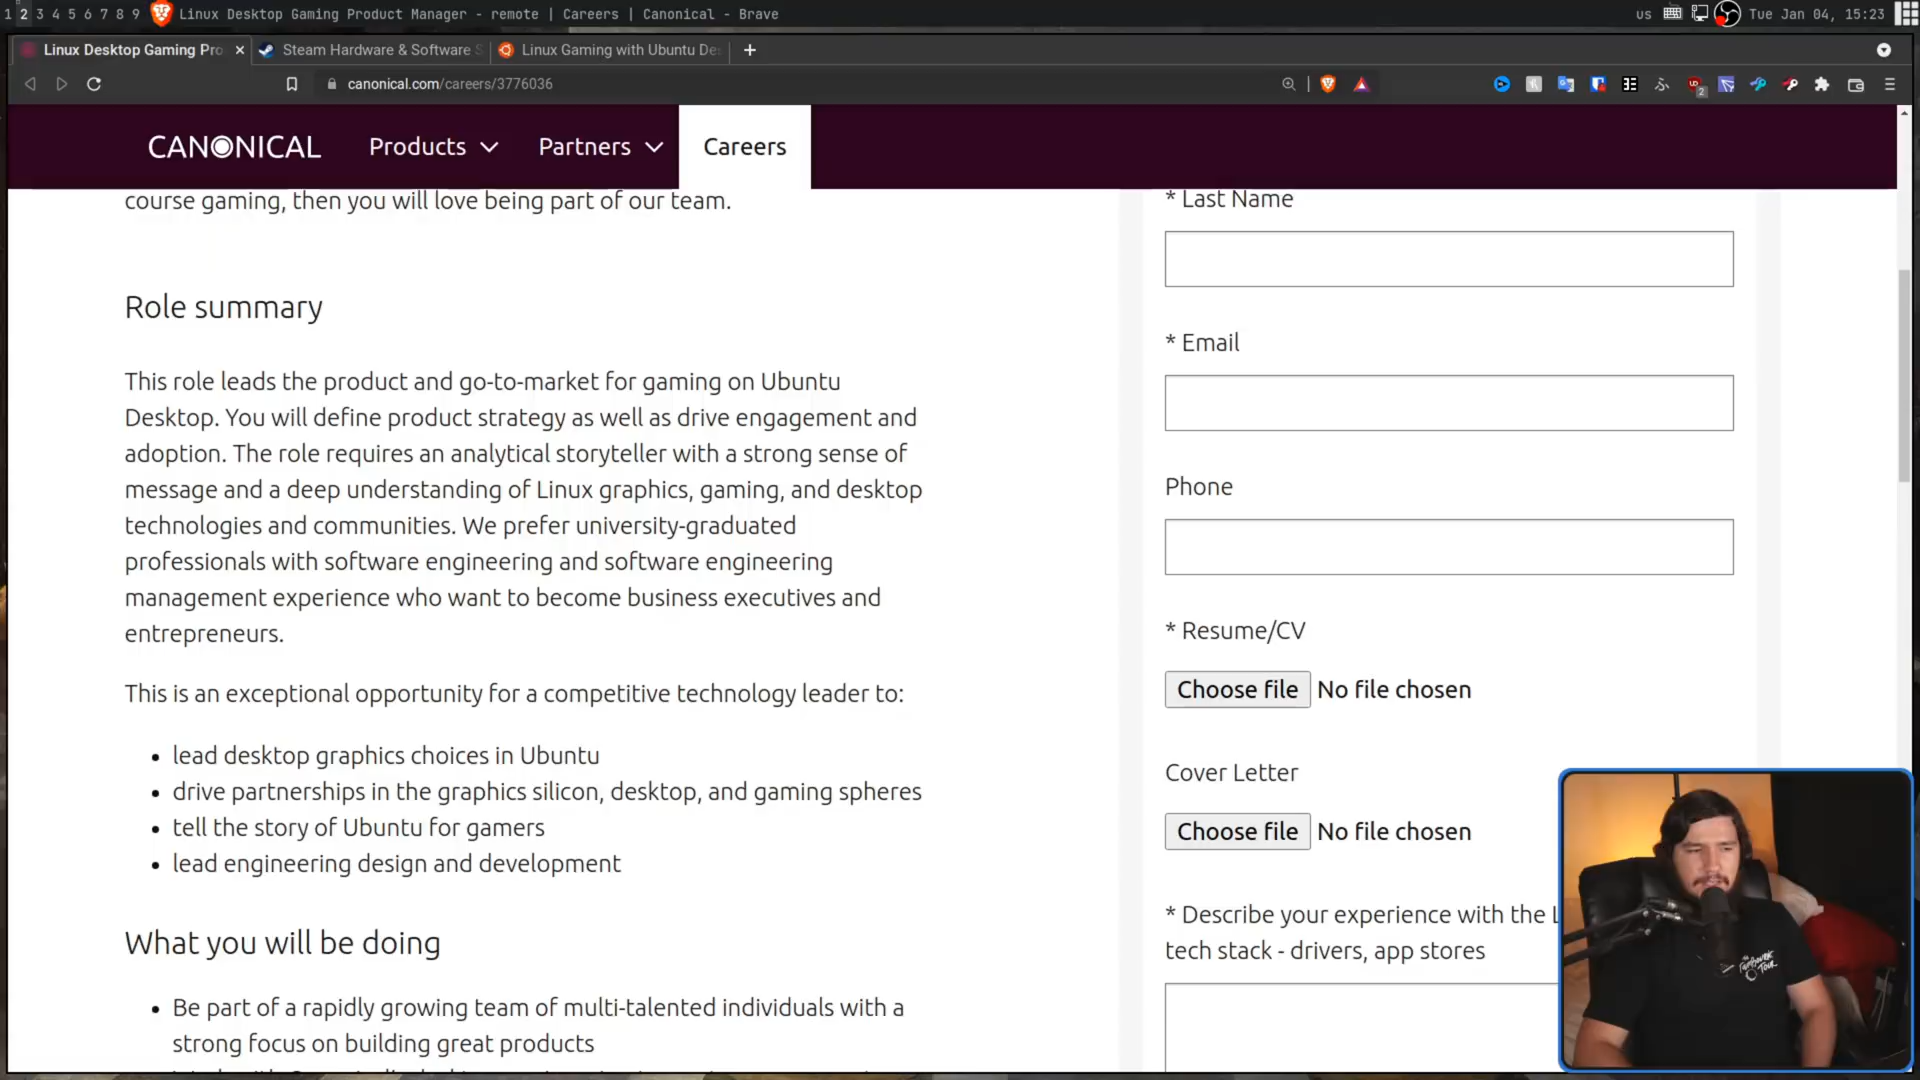 1 2 3 4 5 6 7 8 9 Linux Desktop Gaming Product Manager - remote | Careers | Canonical - Brave
us Tue Jan 04, 15:23
Linux Desktop Gaming Pro
Steam Hardware & Software S
Linux Gaming with Ubuntu Des
canonical.com/careers/3776036
2
CANONICAL
Products
Partners
Careers
course gaming, then you will love being part of our team.
Role summary
This role leads the product and go-to-market for gaming on Ubuntu
Desktop. You will define product strategy as well as drive engagement and
adoption. The role requires an analytical storyteller with a strong sense of
message and a deep understanding of Linux graphics, gaming, and desktop
technologies and communities. We prefer university-graduated
professionals with software engineering and software engineering
management experience who want to become business executives and
entrepreneurs.
This is an exceptional opportunity for a competitive technology leader to:
• lead desktop graphics choices in Ubuntu
• drive partnerships in the graphics silicon, desktop, and gaming spheres
• tell the story of Ubuntu for gamers
• lead engineering design and development
What you will be doing
• Be part of a rapidly growing team of multi-talented individuals with a
strong focus on building great products
* Last Name
* Email
Phone
* Resume/CV
Choose file No file chosen
Cover Letter
Choose file No file chosen
* Describe your experience with the
tech stack - drivers, app stores